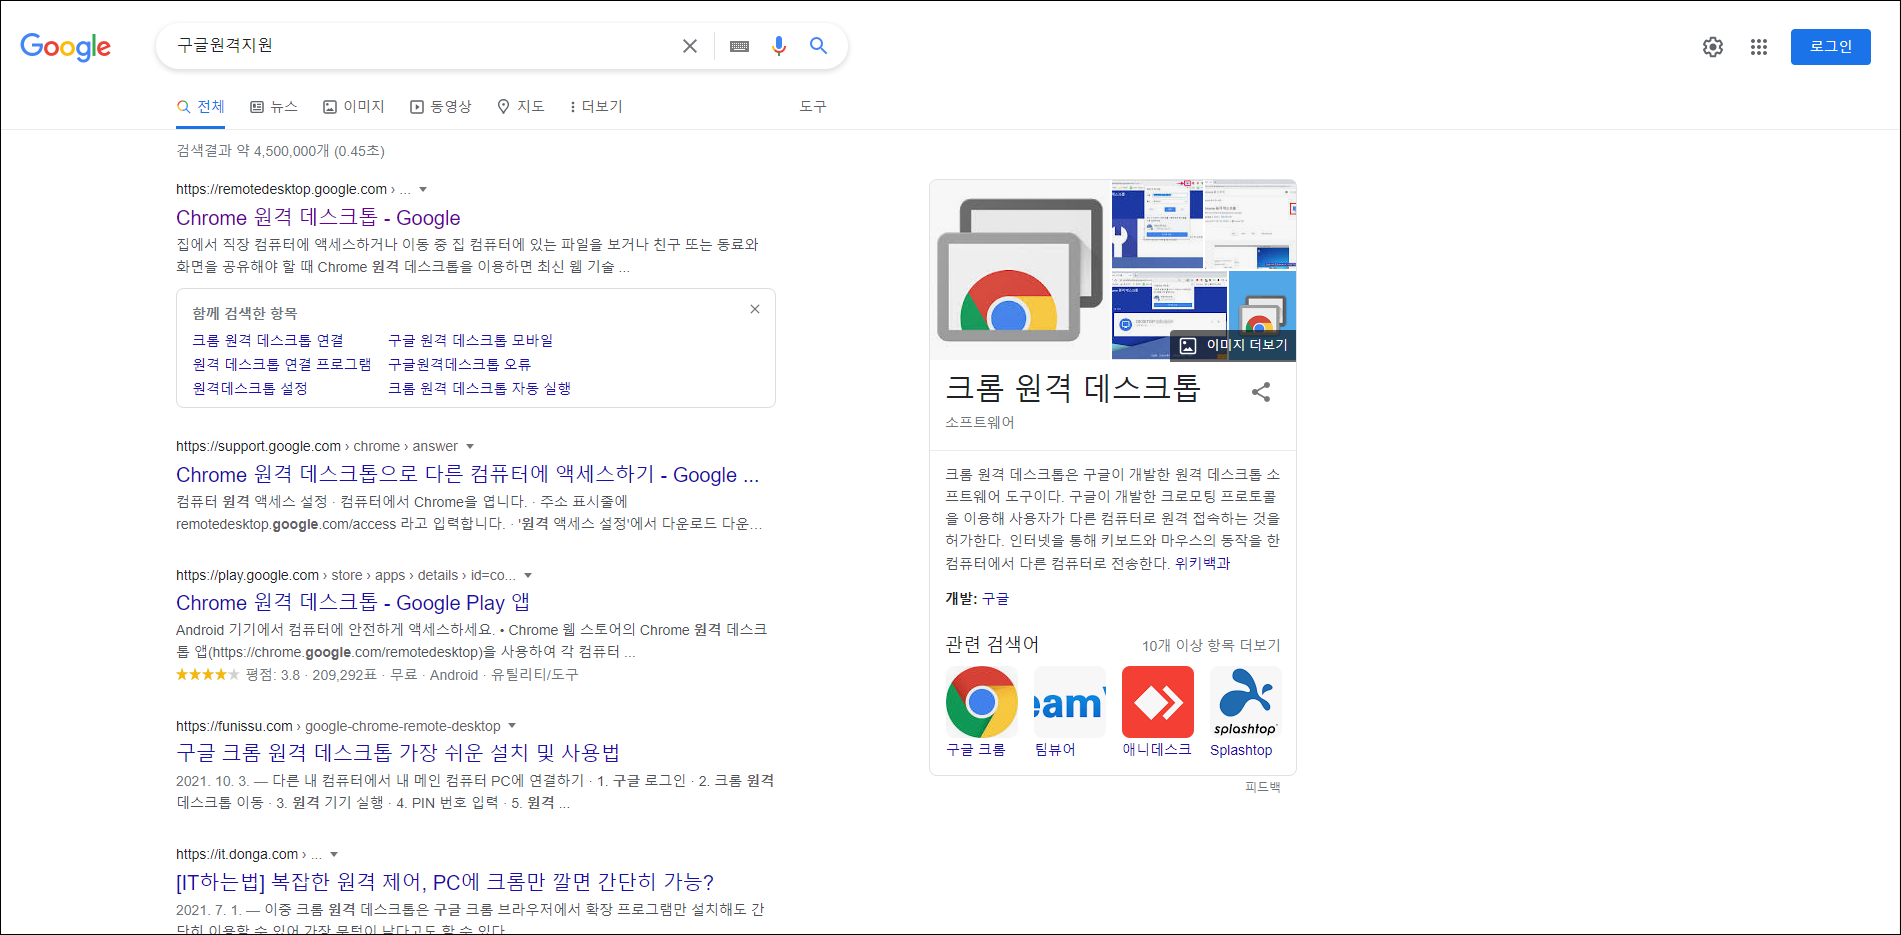 Google
구글원격지원
로그인
전체
뉴스
이미지
동영상
지도
더보기
도구
검색결과 약 4,500,000개 (0.45초)
https://remotedesktop.google.com › ...
Chrome 원격 데스크톱 - Google
집에서 직장 컴퓨터에 액세스하거나 이동 중 집 컴퓨터에 있는 파일을 보거나 친구 또는 동료와
화면을 공유해야 할 때 Chrome 원격 데스크톱을 이용하면 최신 웹 기술 ...
함께 검색한 항목
크롬 원격 데스크톱 연결
구글 원격 데스크톱 모바일
원격 데스크톱 연결 프로그램
구글원격데스크톱 오류
원격데스크톱 설정
크롬 원격 데스크톱 자동 실행
https://support.google.com › chrome › answer
Chrome 원격 데스크톱으로 다른 컴퓨터에 액세스하기 - Google ...
컴퓨터 원격 액세스 설정 · 컴퓨터에서 Chrome을 엽니다. · 주소 표시줄에
remotedesktop.google.com/access 라고 입력합니다. · '원격 액세스 설정'에서 다운로드 다운...
https://play.google.com › store › apps › details › id=co...
Chrome 원격 데스크톱 - Google Play 앱
Android 기기에서 컴퓨터에 안전하게 액세스하세요. • Chrome 웹 스토어의 Chrome 원격 데스크
톱 앱(https://chrome.google.com/remotedesktop)을 사용하여 각 컴퓨터 ...
평점: 3.8 · 209,292표 · 무료 · Android · 유틸리티/도구
https://funissu.com › google-chrome-remote-desktop
구글 크롬 원격 데스크톱 가장 쉬운 설치 및 사용법
2021. 10. 3. — 다른 내 컴퓨터에서 내 메인 컴퓨터 PC에 연결하기 · 1. 구글 로그인 · 2. 크롬 원격
데스크톱 이동 · 3. 원격 기기 실행 · 4. PIN 번호 입력 · 5. 원격 ...
https://it.donga.com › ...
[IT하는법] 복잡한 원격 제어, PC에 크롬만 깔면 간단히 가능?
2021. 7. 1. — 이중 크롬 원격 데스크톱은 구글 크롬 브라우저에서 확장 프로그램만 설치해도 간
단히 이용할 수 있어 가장 문턱이 낮다고도 할 수 있다.
이미지 더보기
크롬 원격 데스크톱
소프트웨어
크롬 원격 데스크톱은 구글이 개발한 원격 데스크톱 소
프트웨어 도구이다. 구글이 개발한 크로모팅 프로토콜
을 이용해 사용자가 다른 컴퓨터로 원격 접속하는 것을
허가한다. 인터넷을 통해 키보드와 마우스의 동작을 한
컴퓨터에서 다른 컴퓨터로 전송한다. 위키백과
개발: 구글
관련 검색어
10개 이상 항목 더보기
eam
splashtop
구글 크롬
팀뷰어
애니데스크
Splashtop
피드백